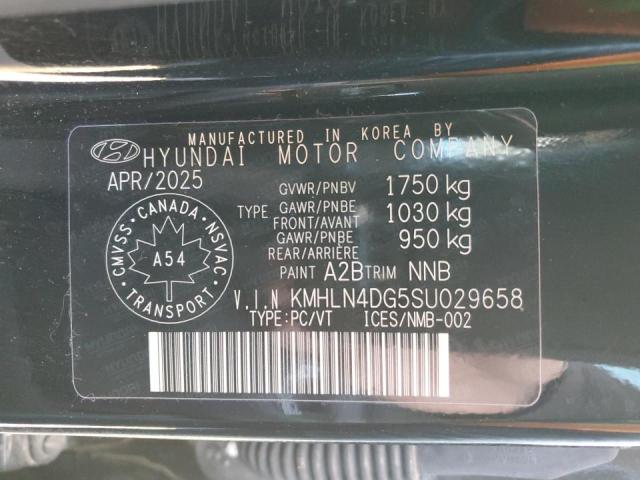 MANUFACTURED IN KOREA BY
HYUNDAI MOTOR COMPANY
APR/2025
GVWR/PNBV 1750 kg
TYPE GAWR/PNBE FRONT/AVANT 1030 kg
GAWR/PNBE REAR/ARRIÈRE 950 kg
PAINT A2B TRIM NNB
CANADA
CMVSS NSVAC
A54
TRANSPORT
V.I.N KMHLN4DG5SU029658
TYPE:PC/VT ICES/NMB-002